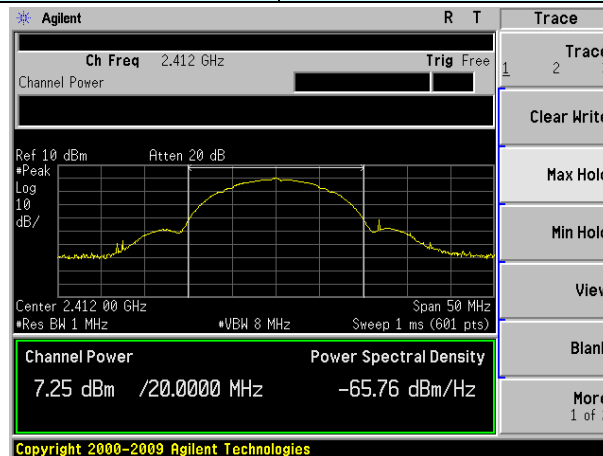 Agilent R T Trace
Ch Freq 2.412 GHz Trig Free
Channel Power
Trace
1 2
Clear Write
Max Hold
Min Hold
View
Blank
More
1 of
Ref 10 dBm Atten 20 dB
#Peak
Log
10
dB/
Center 2.412 00 GHz Span 50 MHz
#Res BW 1 MHz #VBW 8 MHz Sweep 1 ms (601 pts)
Channel Power Power Spectral Density
7.25 dBm /20.0000 MHz -65.76 dBm/Hz
Copyright 2000-2009 Agilent Technologies